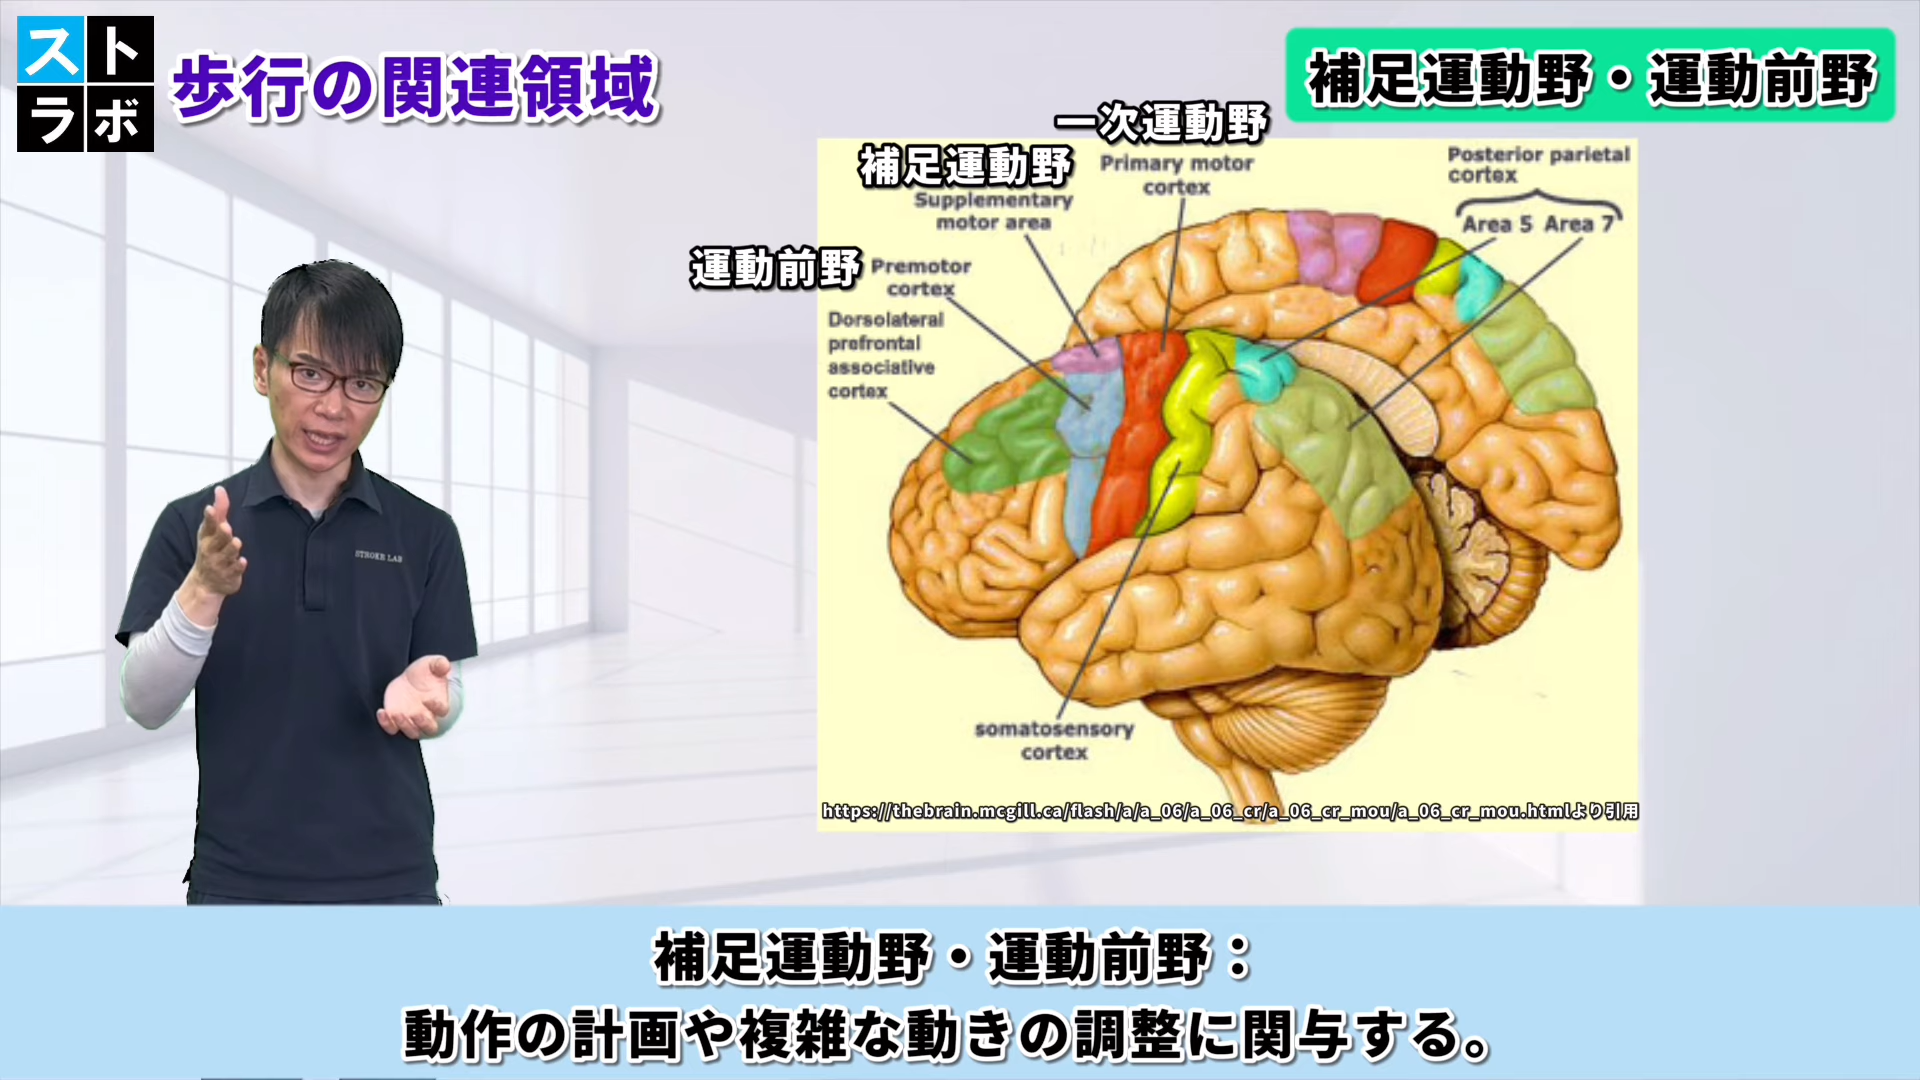 スト
ラボ
歩行の関連領域
補足運動野・運動前野
一次運動野
Primary motor
cortex
補足運動野
Supplementary
motor area
運動前野
Premotor
cortex
Dorsolateral
prefrontal
associative
cortex
Posterior parietal
cortex
Area 5 Area 7
STROKE LAB
somatosensory
cortex
https://thebrain.mcgill.ca/flash/a/a_06/a_06_cr/a_06_cr_mou/a_06_cr_mou.htmlより引用
補足運動野・運動前野：
動作の計画や複雑な動きの調整に関与する。